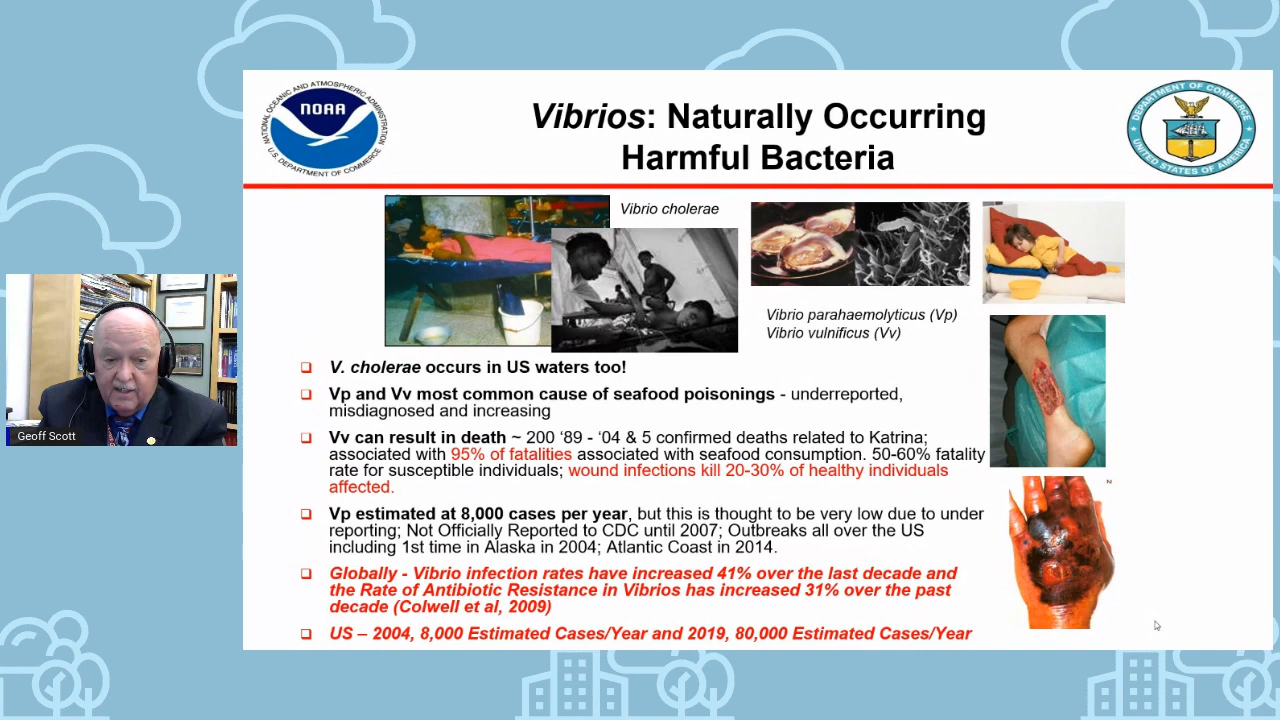 NATIONAL OCEANIC AND ATMOSPHERIC ADMINISTRATION
NOAA
U.S. DEPARTMENT OF COMMERCE
Vibrios: Naturally Occurring
Harmful Bacteria
DEPARTMENT OF COMMERCE
UNITED STATES OF AMERICA
Vibrio cholerae
Vibrio parahaemolyticus (Vp)
Vibrio vulnificus (Vv)
❑ V. cholerae occurs in US waters too!
❑ Vp and Vv most common cause of seafood poisonings - underreported,
misdiagnosed and increasing
❑ Vv can result in death ~ 200 ‘89 - ‘04 & 5 confirmed deaths related to Katrina;
associated with 95% of fatalities associated with seafood consumption. 50-60% fatality
rate for susceptible individuals; wound infections kill 20-30% of healthy individuals
affected.
❑ Vp estimated at 8,000 cases per year, but this is thought to be very low due to under
reporting; Not Officially Reported to CDC until 2007; Outbreaks all over the US
including 1st time in Alaska in 2004; Atlantic Coast in 2014.
❑ Globally - Vibrio infection rates have increased 41% over the last decade and
the Rate of Antibiotic Resistance in Vibrios has increased 31% over the past
decade (Colwell et al, 2009)
❑ US – 2004, 8,000 Estimated Cases/Year and 2019, 80,000 Estimated Cases/Year
Geoff Scott